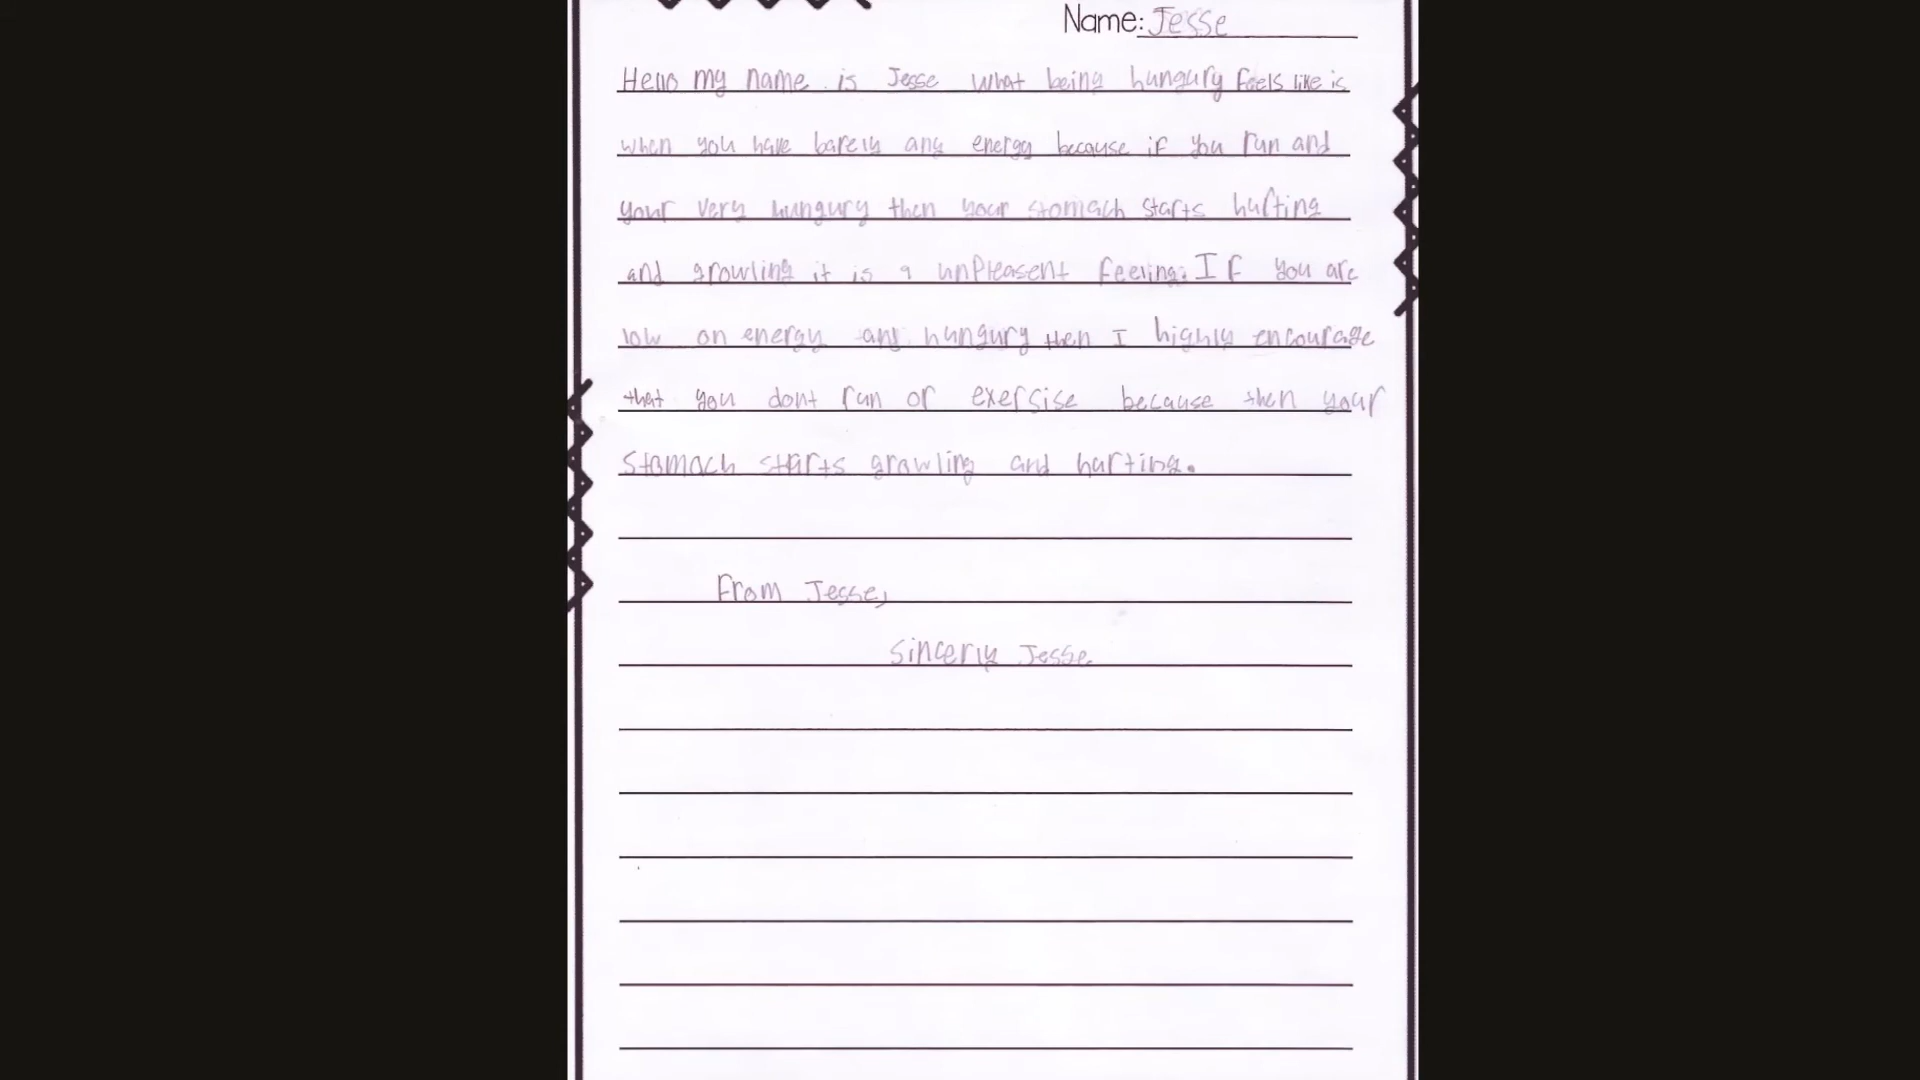 Name: Jesse
Hello my name is Jesse what being hungury feels like is
when you have barely any energy because if you run and
your very hungury then your stomach starts hurting
and growling it is a unpleasent feeling. If you are
low on energy and hungury then I highly encourage
that you dont run or exersise because then your
stomach starts growling and hurting.
From Jesse,
Sincerly Jesse